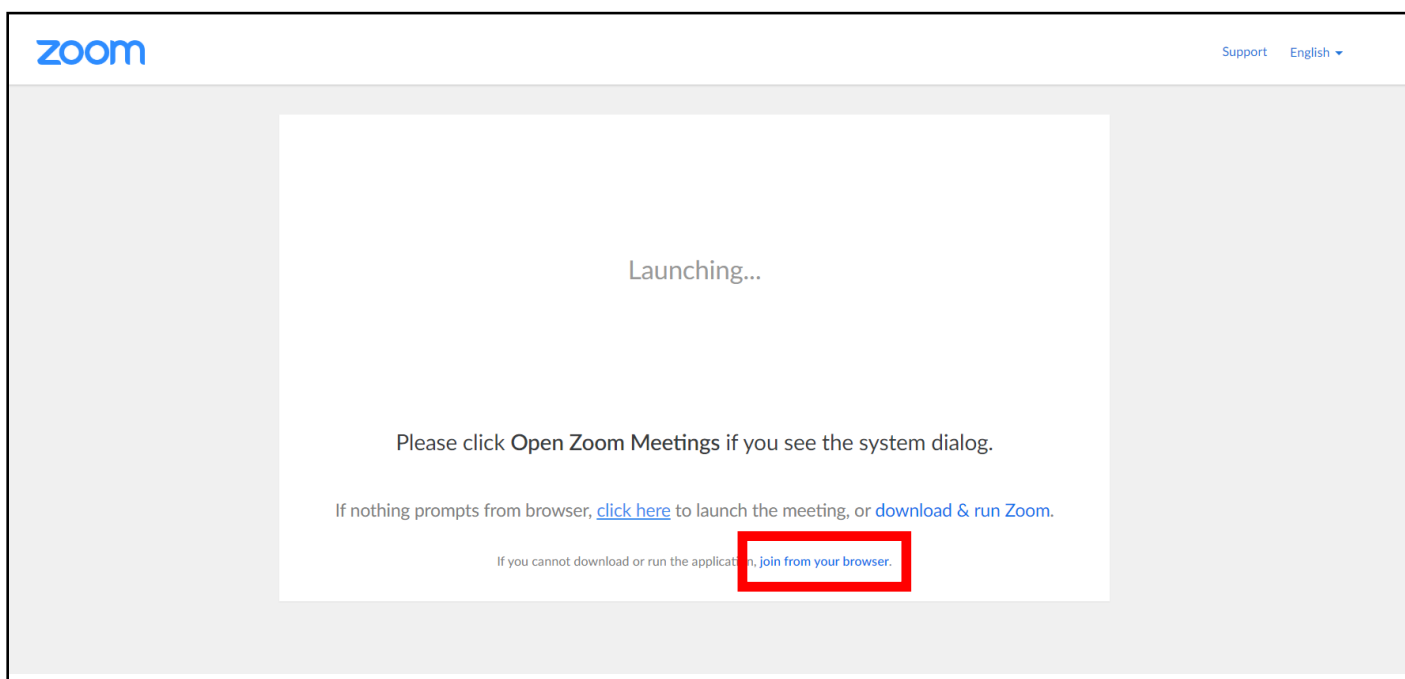 zoom
Support English
Launching...
Please click Open Zoom Meetings if you see the system dialog.
If nothing prompts from browser, click here to launch the meeting, or download & run Zoom.
If you cannot download or run the application, join from your browser.